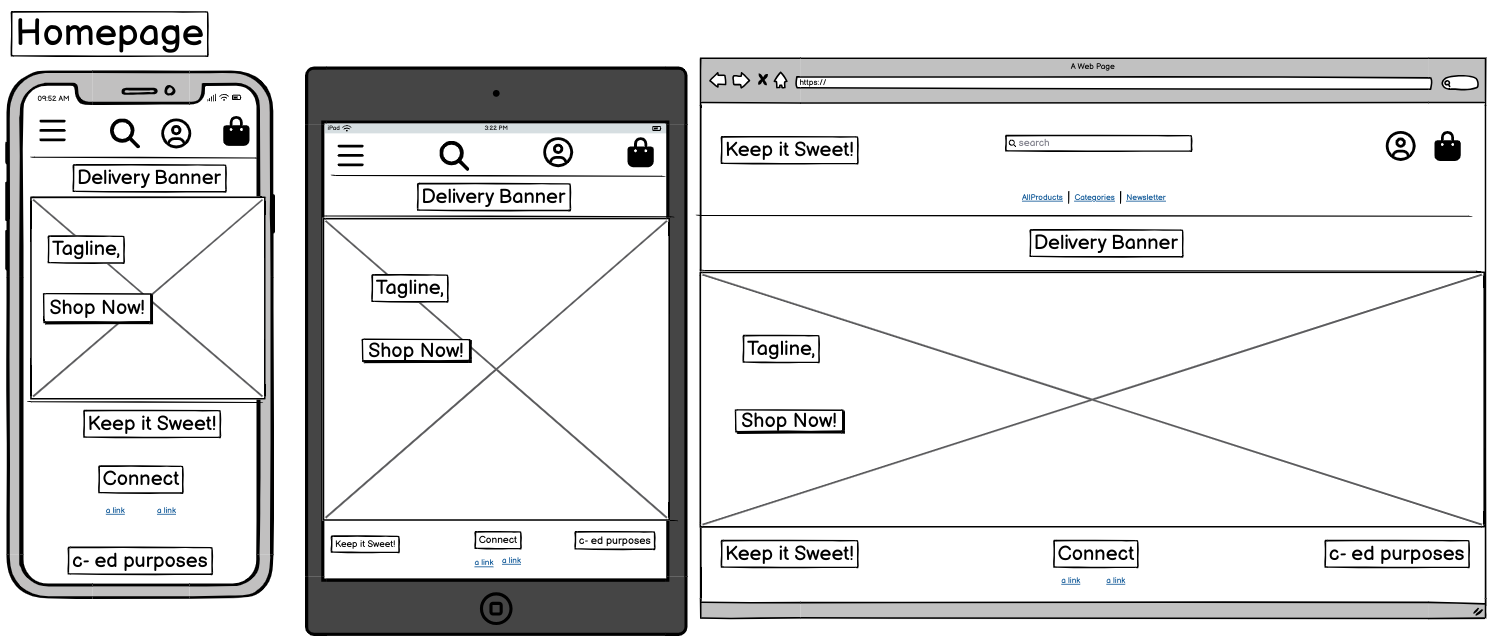 Homepage
09:52 AM
Delivery Banner
Tagline,
Shop Now!
Keep it Sweet!
Connect
a link a link
c- ed purposes
iPad 3:22 PM
Delivery Banner
Tagline,
Shop Now!
Keep it Sweet! Connect c- ed purposes
a link a link
A Web Page
https://
Keep it Sweet! search
AllProducts Categories Newsletter
Delivery Banner
Tagline,
Shop Now!
Keep it Sweet! Connect c- ed purposes
a link a link